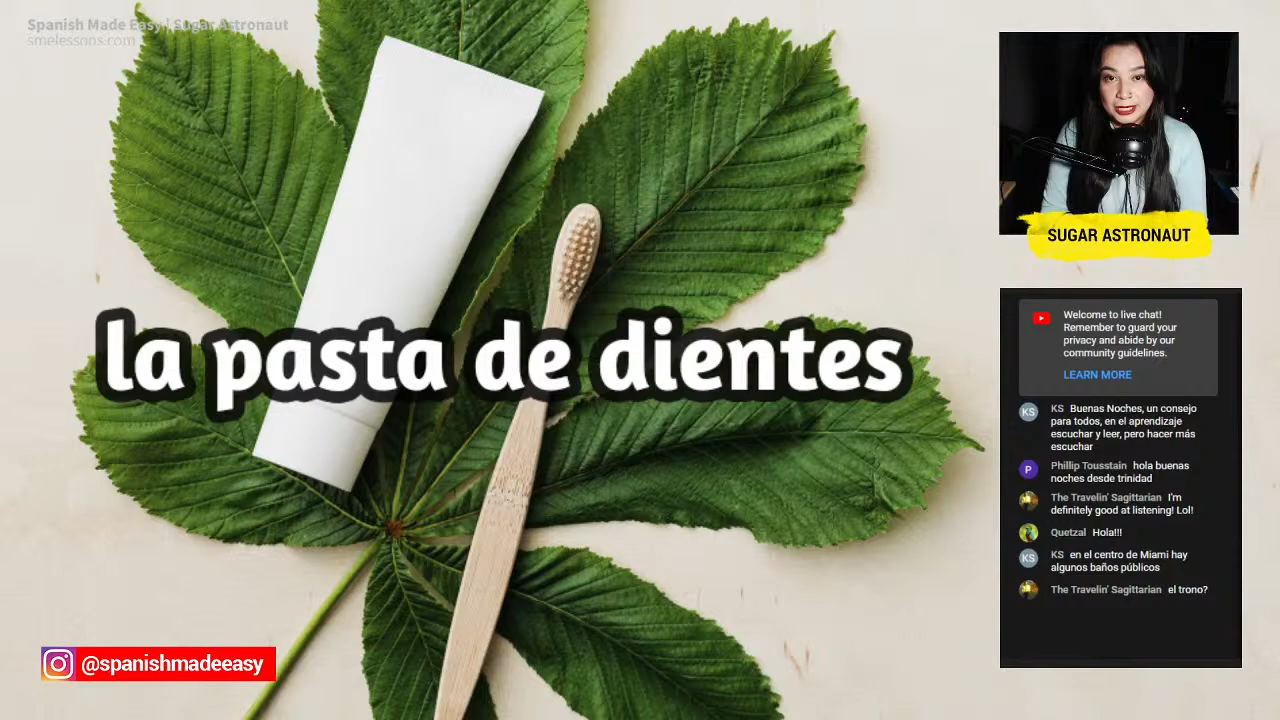 Spanish Made Easy | Sugar Astronaut
smelessons.com
la pasta de dientes
@spanishmadeeasy
SUGAR ASTRONAUT
Welcome to live chat!
Remember to guard your
privacy and abide by our
community guidelines.
LEARN MORE
KS KS Buenas Noches, un consejo
para todos, en el aprendizaje
escuchar y leer, pero hacer más
escuchar
P Phillip Tousstain hola buenas
noches desde trinidad
The Travelin' Sagittarian I'm
definitely good at listening! Lol!
Quetzal Hola!!!
KS KS en el centro de Miami hay
algunos baños públicos
The Travelin' Sagittarian el trono?